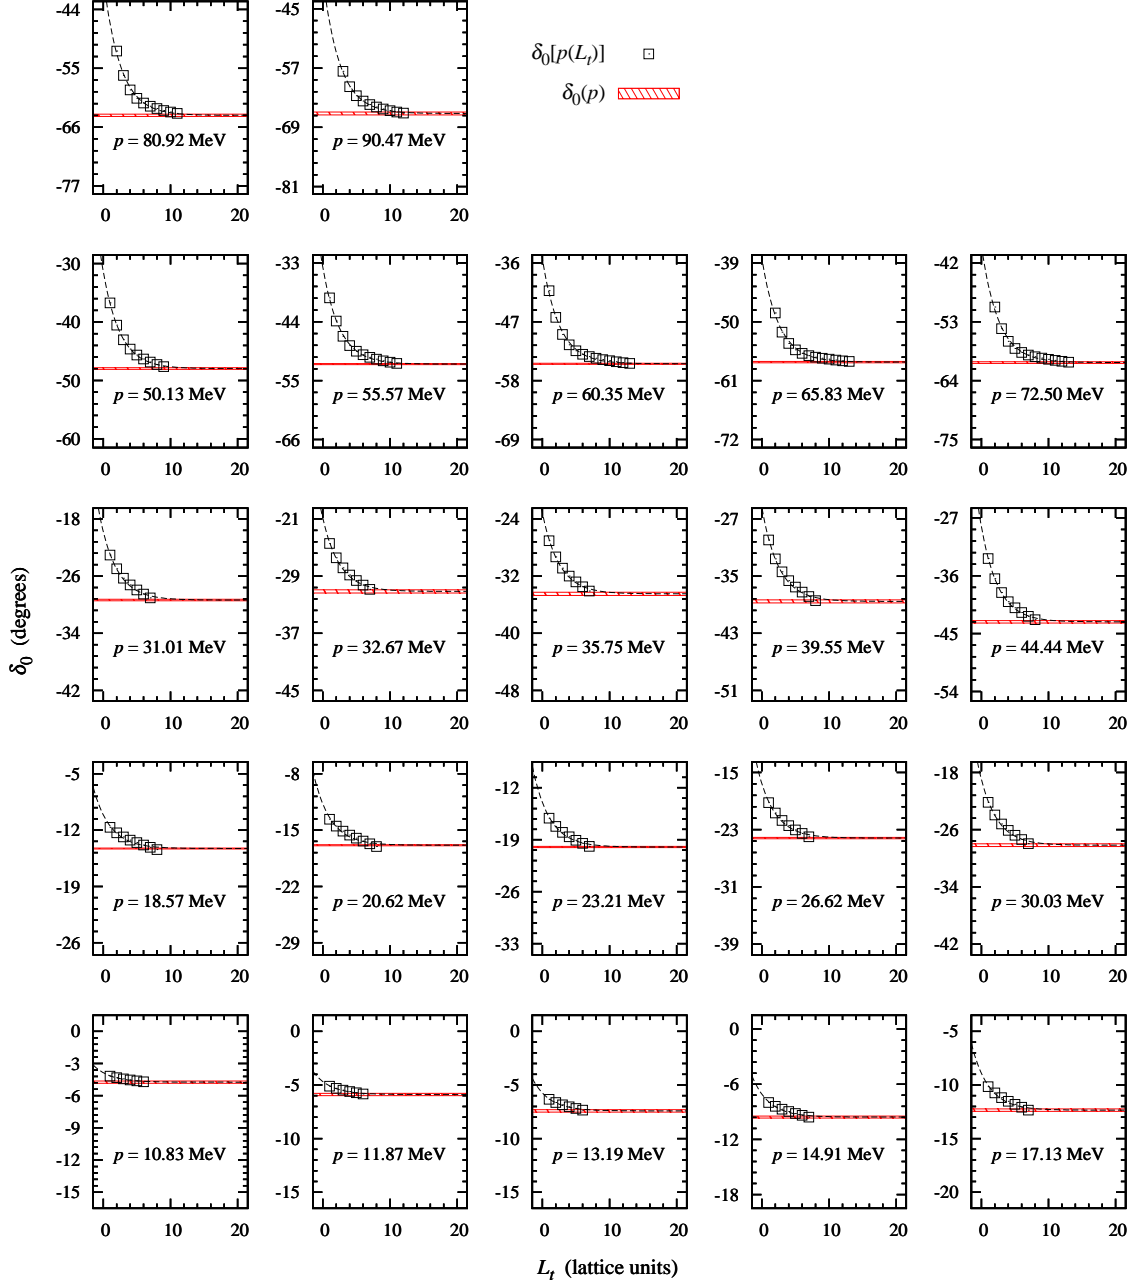 -44 -45
-55 -57
-66 -69
-77 -81
p = 80.92 MeV p = 90.47 MeV
0 10 20 0 10 20
δ0[p(Lt)]
δ0(p)
-30 -33 -36 -39 -42
-40 -44 -47 -50 -53
-50 -55 -58 -61 -64
p = 50.13 MeV p = 55.57 MeV p = 60.35 MeV p = 65.83 MeV p = 72.50 MeV
-60 -66 -69 -72 -75
0 10 20 0 10 20 0 10 20 0 10 20 0 10 20
-18 -21 -24 -27 -27
-26 -29 -32 -35 -36
-34 -37 -40 -43 -45
p = 31.01 MeV p = 32.67 MeV p = 35.75 MeV p = 39.55 MeV p = 44.44 MeV
-42 -45 -48 -51 -54
0 10 20 0 10 20 0 10 20 0 10 20 0 10 20
δ0 (degrees)
-5 -8 -12 -15 -18
-12 -15 -19 -23 -26
-19 -22 -26 -31 -34
p = 18.57 MeV p = 20.62 MeV p = 23.21 MeV p = 26.62 MeV p = 30.03 MeV
-26 -29 -33 -39 -42
0 10 20 0 10 20 0 10 20 0 10 20 0 10 20
0 0 0 0 -5
-3 -5 -5 -6 -10
-6
-9 -10 -10 -12 -15
-12
p = 10.83 MeV p = 11.87 MeV p = 13.19 MeV p = 14.91 MeV p = 17.13 MeV
-15 -15 -15 -18 -20
0 10 20 0 10 20 0 10 20 0 10 20 0 10 20
Lt (lattice units)